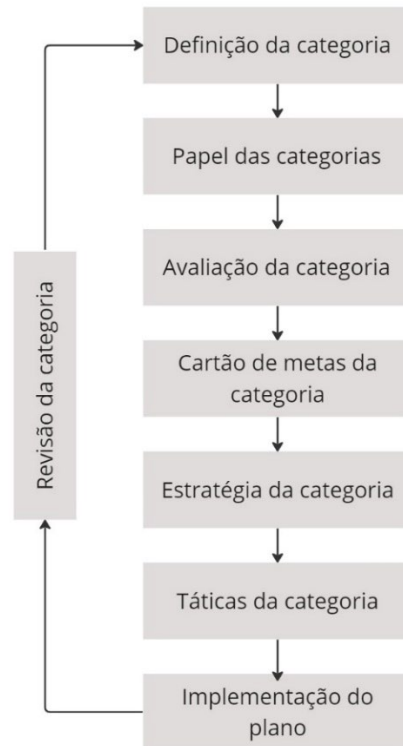 Definição da categoria
Papel das categorias
Avaliação da categoria
Cartão de metas da
categoria
Estratégia da categoria
Táticas da categoria
Implementação do
plano
Revisão da categoria